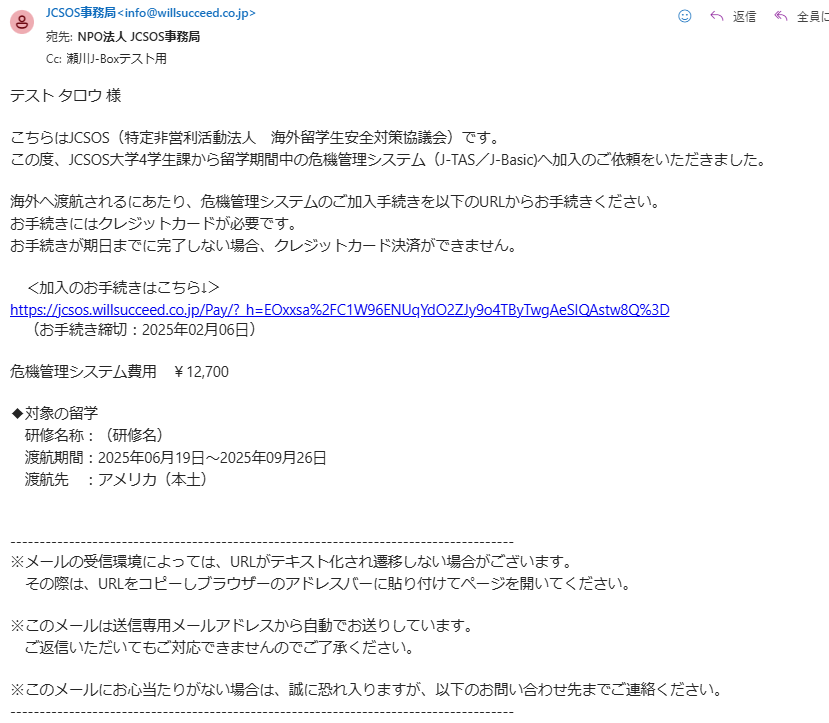 JCSOS事務局<info@willsucceed.co.jp>
返信
全員に
宛先: NPO法人 JCSOS事務局
Cc: 瀬川J-Boxテスト用
テスト タロウ 様
こちらはJCSOS（特定非営利活動法人　海外留学生安全対策協議会）です。
この度、JCSOS大学4学生課から留学期間中の危機管理システム（J-TAS／J-Basic)へ加入のご依頼をいただきました。
海外へ渡航されるにあたり、危機管理システムのご加入手続きを以下のURLからお手続きください。
お手続きにはクレジットカードが必要です。
お手続きが期日までに完了しない場合、クレジットカード決済ができません。
＜加入のお手続きはこちら↓＞
https://jcsos.willsucceed.co.jp/Pay/?_h=EOxxsa%2FC1W96ENUqYdO2ZJy9o4TByTwgAeSIQAstw8Q%3D
（お手続き締切：2025年02月06日）
危機管理システム費用　￥12,700
◆対象の留学
研修名称：（研修名）
渡航期間：2025年06月19日～2025年09月26日
渡航先　：アメリカ（本土）
--------------------------------------------------------------------------------------
※メールの受信環境によっては、URLがテキスト化され遷移しない場合がございます。
その際は、URLをコピーしブラウザーのアドレスバーに貼り付けてページを開いてください。
※このメールは送信専用メールアドレスから自動でお送りしています。
ご返信いただいてもご対応できませんのでご了承ください。
※このメールにお心当たりがない場合は、誠に恐れ入りますが、以下のお問い合わせ先までご連絡ください。
--------------------------------------------------------------------------------------